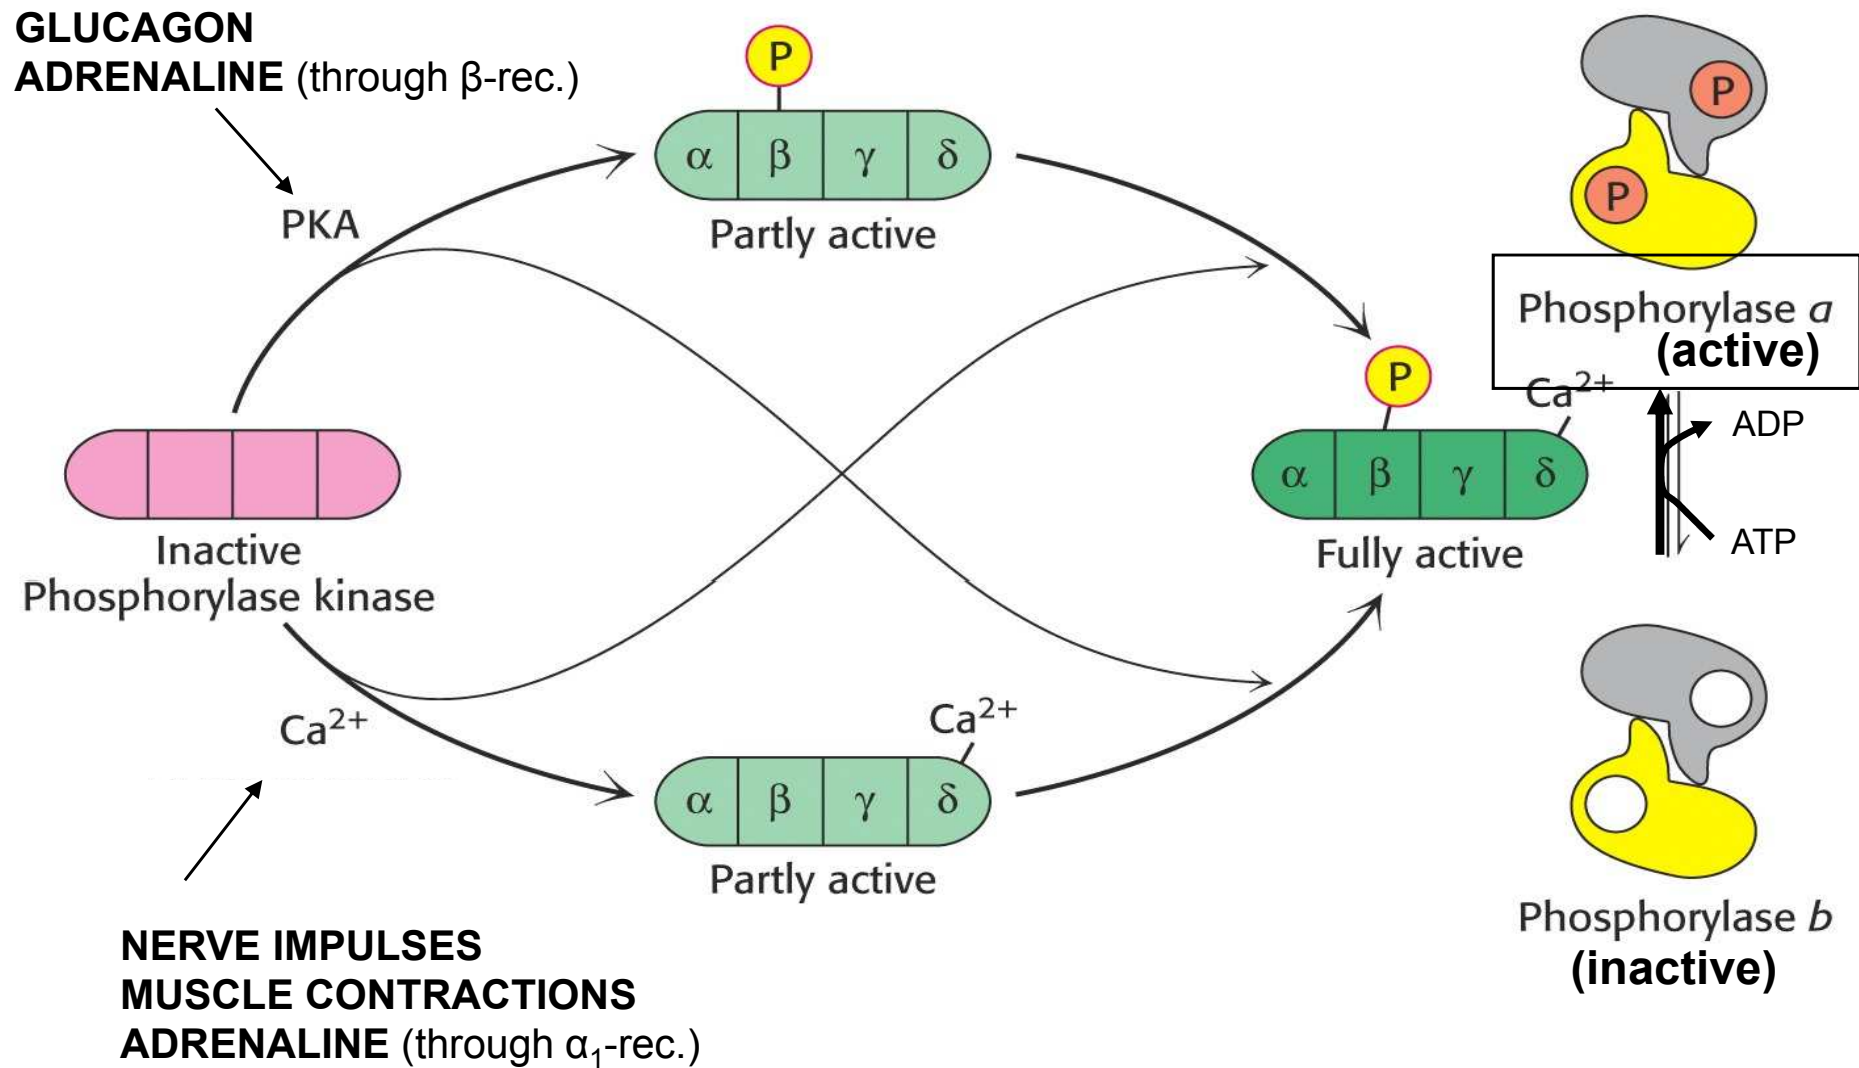 GLUCAGON
ADRENALINE (through β-rec.)
PKA
P
α β γ δ
Partly active
Inactive
Phosphorylase kinase
Ca²⁺
NERVE IMPULSES
MUSCLE CONTRACTIONS
ADRENALINE (through α₁-rec.)
Ca²⁺
α β γ δ
Partly active
P
Ca²⁺
α β γ δ
Fully active
P
P
Phosphorylase a
(active)
ADP
ATP
Phosphorylase b
(inactive)